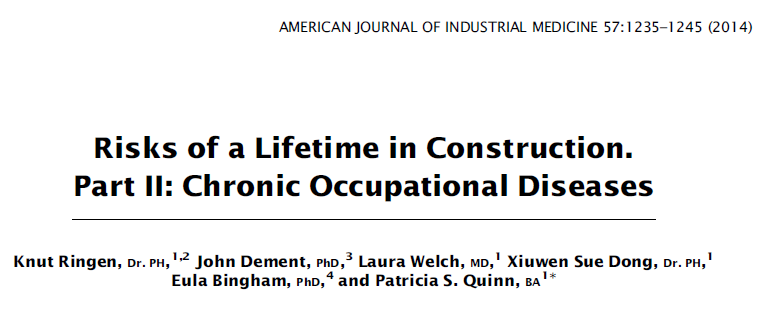 AMERICAN JOURNAL OF INDUSTRIAL MEDICINE 57:1235–1245 (2014)
Risks of a Lifetime in Construction.
Part II: Chronic Occupational Diseases
Knut Ringen, Dr. PH,1,2 John Dement, PhD,3 Laura Welch, MD,1 Xiuwen Sue Dong, Dr. PH,1
Eula Bingham, PhD,4 and Patricia S. Quinn, BA1*